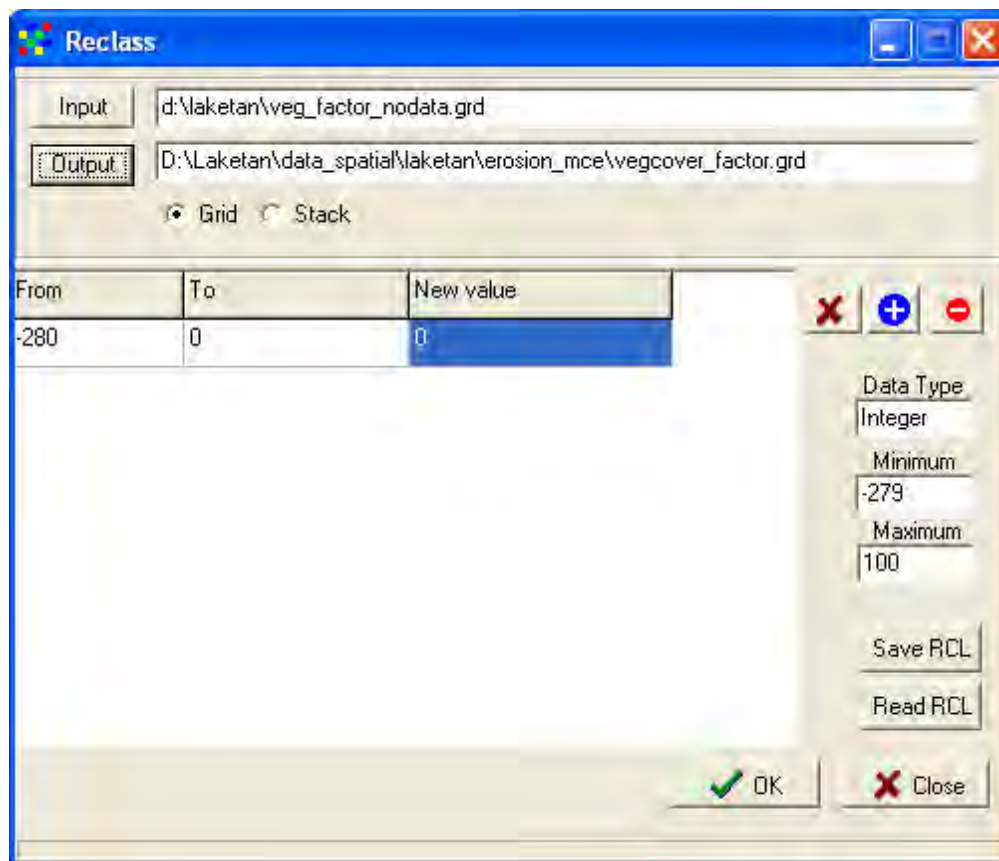 Reclass
Input d:\laketan\veg_factor_nodata.grd
Output D:\Laketan\data_spatial\laketan\erosion_mce\vegcover_factor.grd
Grid Stack
From To New value
-280 0 0
Data Type
Integer
Minimum
-279
Maximum
100
Save RCL
Read RCL
OK Close